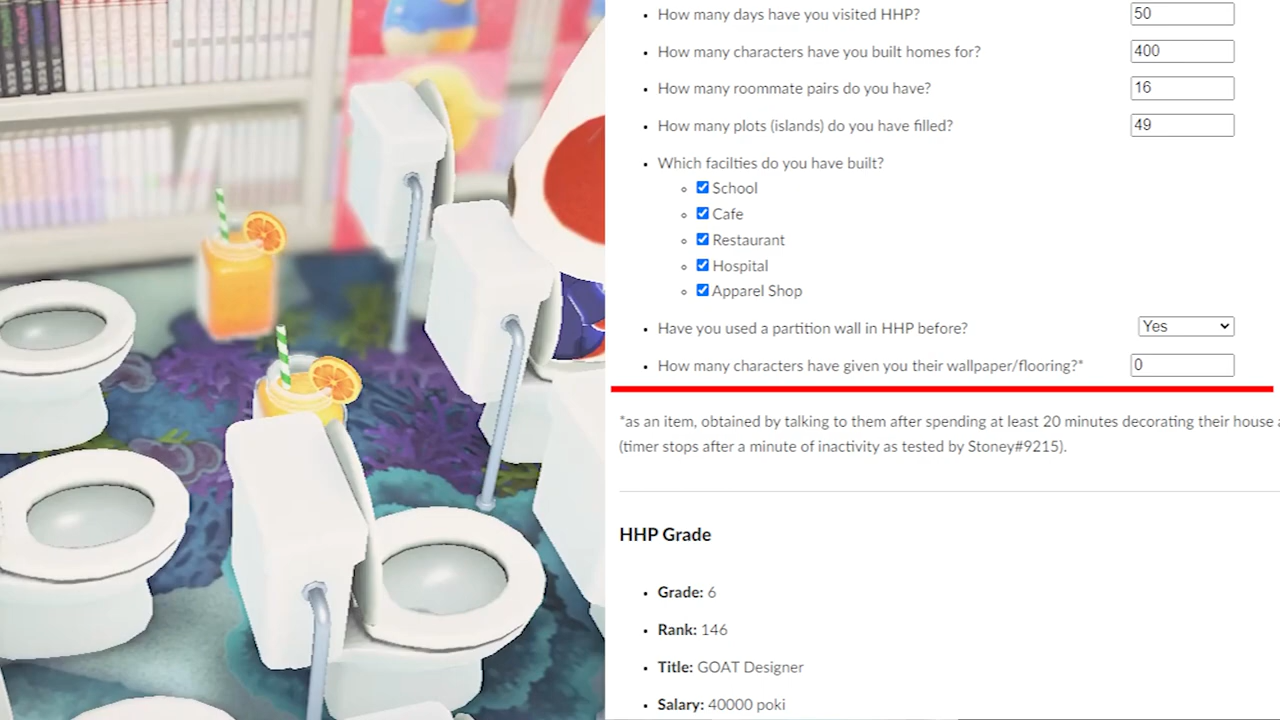 How many days have you visited HHP? 50
How many characters have you built homes for? 400
How many roommate pairs do you have? 16
How many plots (islands) do you have filled? 49
Which facilties do you have built?
School
Cafe
Restaurant
Hospital
Apparel Shop
Have you used a partition wall in HHP before? Yes
How many characters have given you their wallpaper/flooring?* 0
*as an item, obtained by talking to them after spending at least 20 minutes decorating their house
(timer stops after a minute of inactivity as tested by Stoney#9215).
HHP Grade
Grade: 6
Rank: 146
Title: GOAT Designer
Salary: 40000 poki